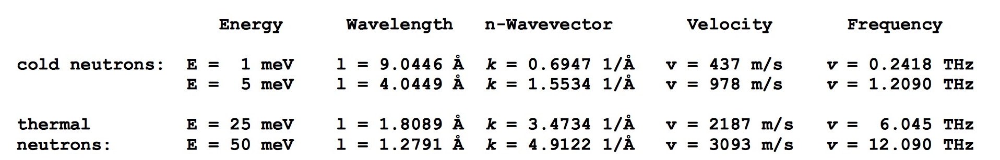 Energy Wavelength n-Wavevector Velocity Frequency
cold neutrons: E = 1 meV l = 9.0446 Å k = 0.6947 1/Å v = 437 m/s v = 0.2418 THz
E = 5 meV l = 4.0449 Å k = 1.5534 1/Å v = 978 m/s v = 1.2090 THz
thermal E = 25 meV l = 1.8089 Å k = 3.4734 1/Å v = 2187 m/s v = 6.045 THz
neutrons: E = 50 meV l = 1.2791 Å k = 4.9122 1/Å v = 3093 m/s v = 12.090 THz